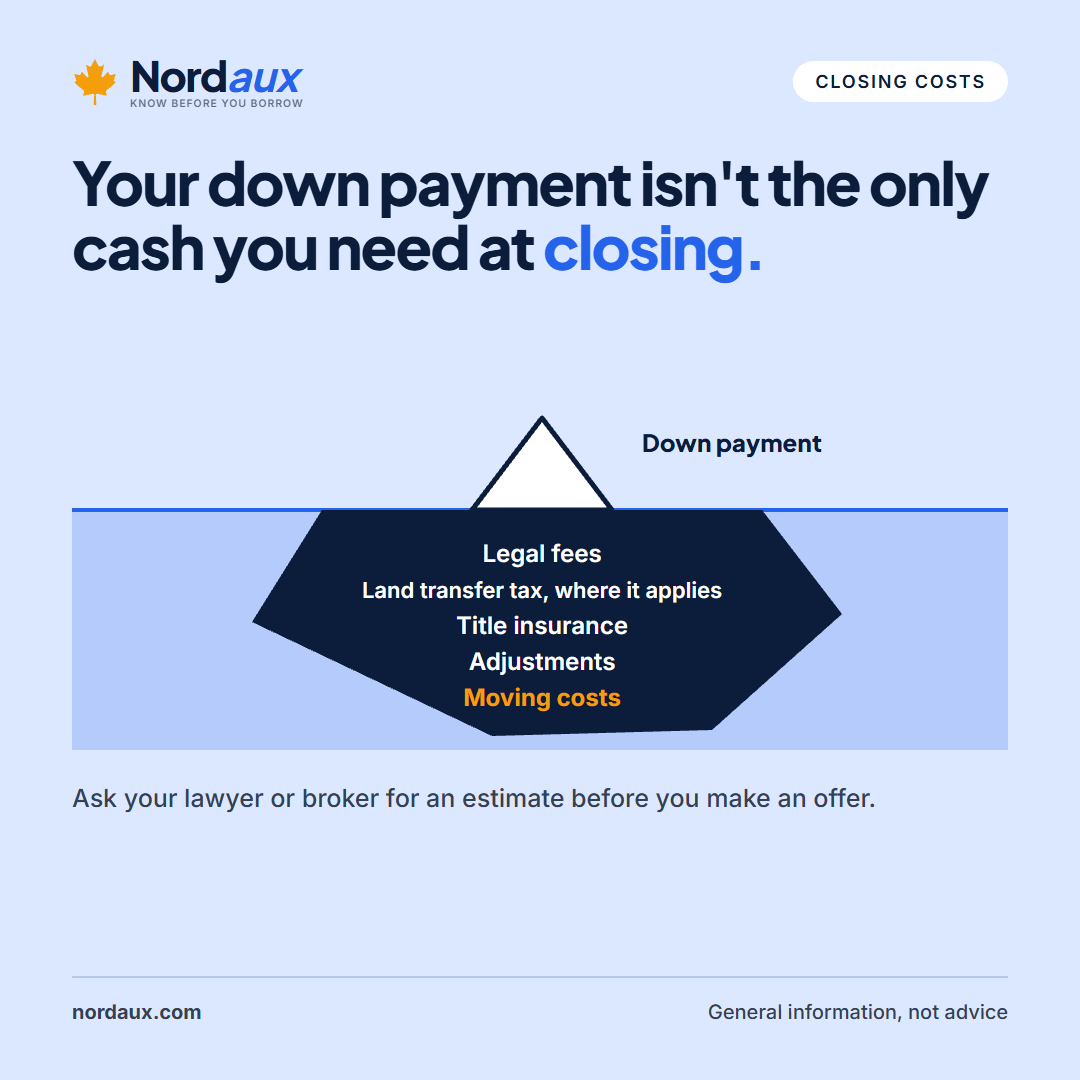 Nordaux
KNOW BEFORE YOU BORROW
CLOSING COSTS
Your down payment isn't the only
cash you need at closing.
Down payment
Legal fees
Land transfer tax, where it applies
Title insurance
Adjustments
Moving costs
Ask your lawyer or broker for an estimate before you make an offer.
nordaux.com
General information, not advice